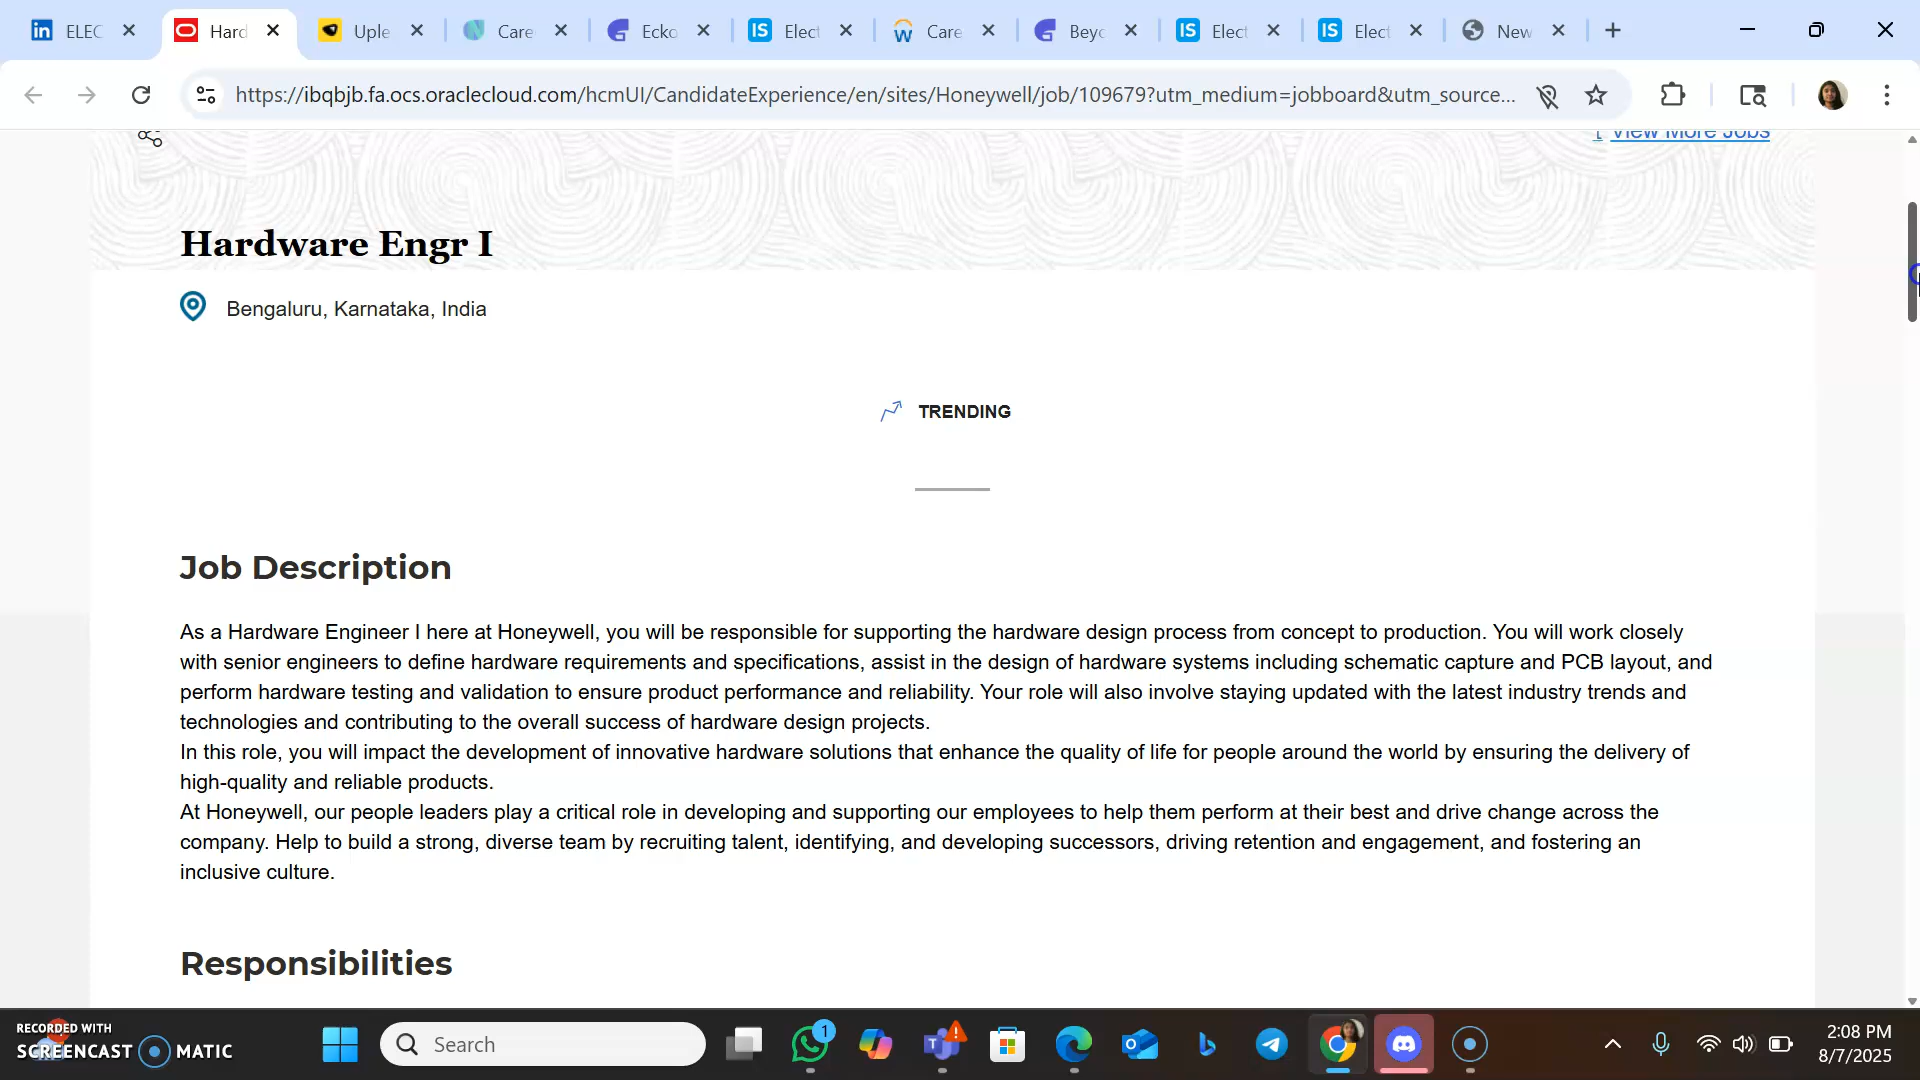 ELEC
Hard
Uple
Care
Ecko
IS
Elect
Care
Beyo
IS
Elect
IS
Elect
New
https://ibqbjb.fa.ocs.oraclecloud.com/hcmUI/CandidateExperience/en/sites/Honeywell/job/109679?utm_medium=jobboard&utm_source...
View More Jobs
Hardware Engr I
Bengaluru, Karnataka, India
TRENDING
Job Description
As a Hardware Engineer I here at Honeywell, you will be responsible for supporting the hardware design process from concept to production. You will work closely
with senior engineers to define hardware requirements and specifications, assist in the design of hardware systems including schematic capture and PCB layout, and
perform hardware testing and validation to ensure product performance and reliability. Your role will also involve staying updated with the latest industry trends and
technologies and contributing to the overall success of hardware design projects.
In this role, you will impact the development of innovative hardware solutions that enhance the quality of life for people around the world by ensuring the delivery of
high-quality and reliable products.
At Honeywell, our people leaders play a critical role in developing and supporting our employees to help them perform at their best and drive change across the
company. Help to build a strong, diverse team by recruiting talent, identifying, and developing successors, driving retention and engagement, and fostering an
inclusive culture.
Responsibilities
RECORDED WITH
SCREENCAST MATIC
Search
1
2:08 PM
8/7/2025